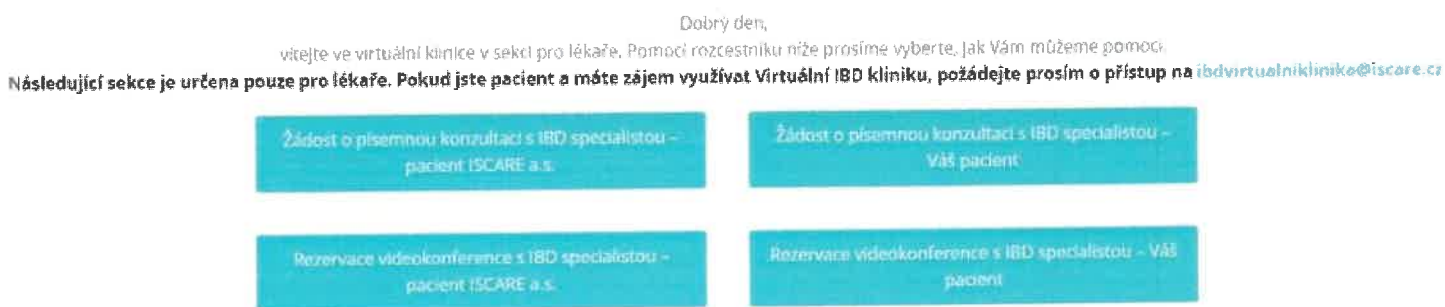 Dobrý den,
vítejte ve virtuální klinice v sekci pro lékaře. Pomocí rozcestníku níže prosíme vyberte, jak Vám můžeme pomoci.
Následující sekce je určena pouze pro lékaře. Pokud jste pacient a máte zájem využívat Virtuální IBD kliniku, požádejte prosím o přístup na ibdvirtualniklinika@iscare.cz
Žádost o písemnou konzultaci s IBD specialistou –
pacient ISCARE a.s.
Žádost o písemnou konzultaci s IBD specialistou –
Váš pacient
Rezervace videokonference s IBD specialistou –
pacient ISCARE a.s.
Rezervace videokonference s IBD specialistou – Váš
pacient